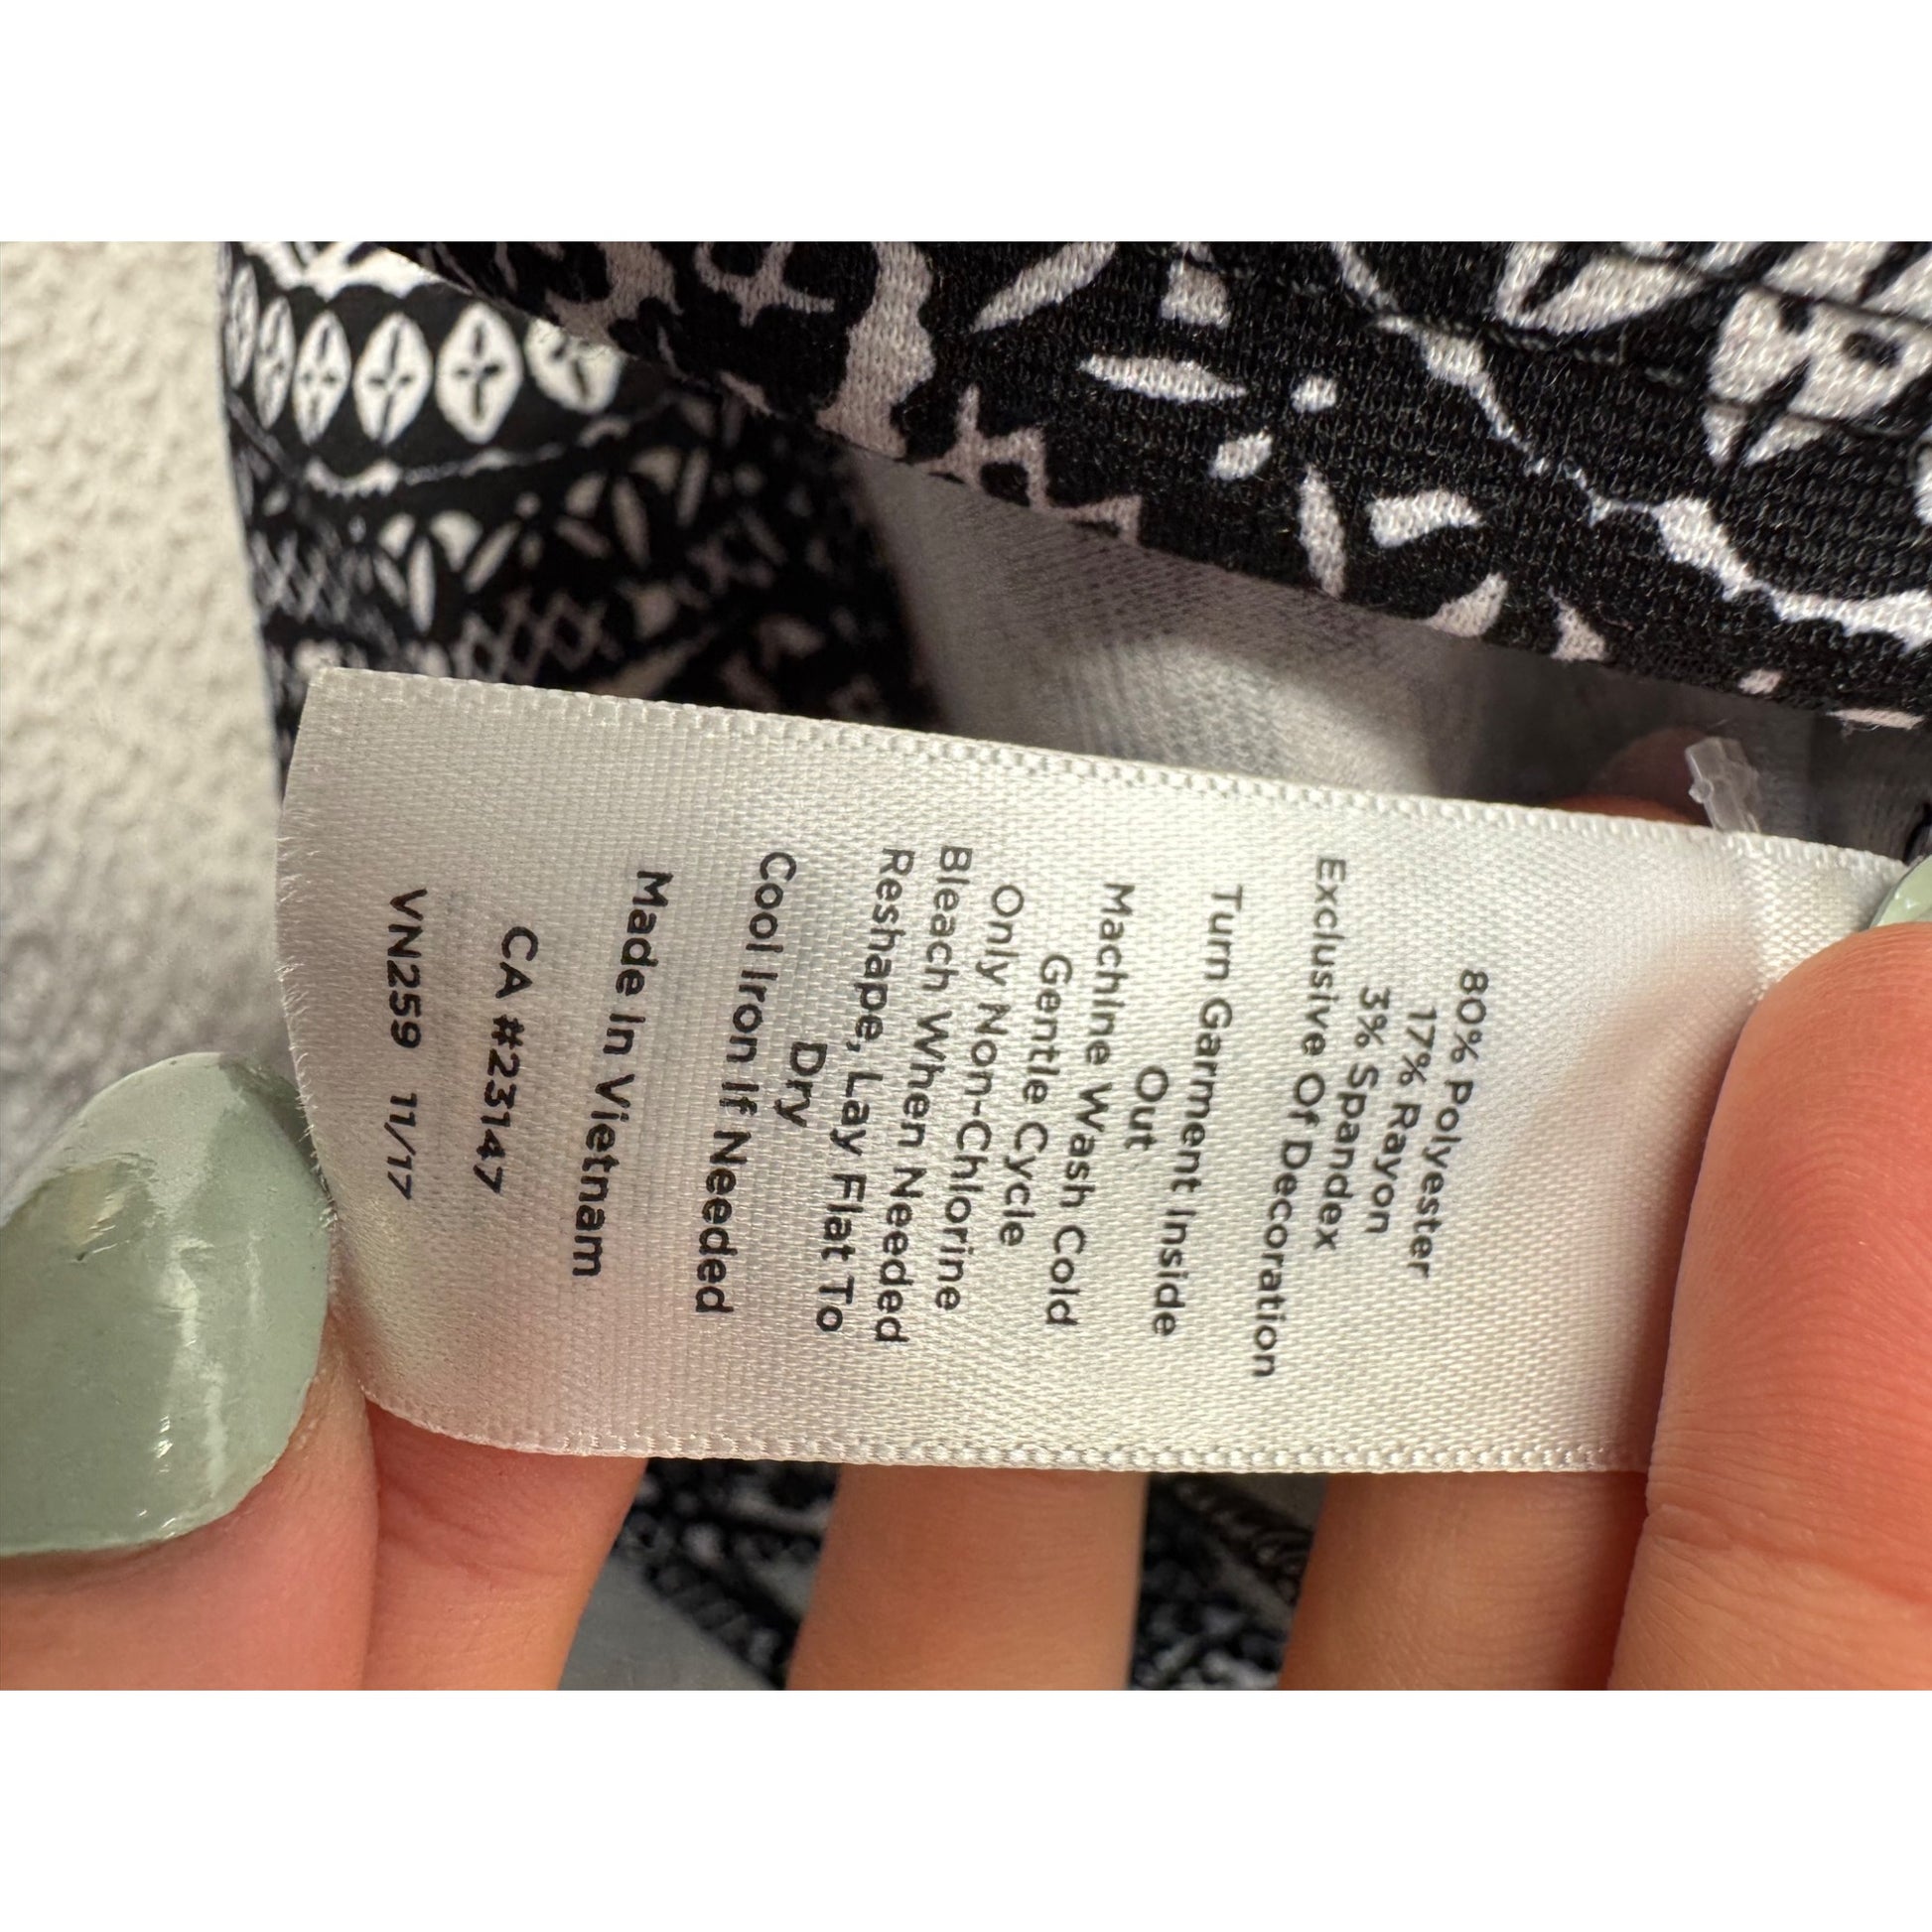 80% Polyester
17% Rayon
3% Spandex
Exclusive Of Decoration
Turn Garment Inside
Out
Machine Wash Cold
Gentle Cycle
Only Non-Chlorine
Bleach When Needed
Reshape, Lay Flat To
Dry
Cool Iron If Needed
Made In Vietnam
CA #23147
VN259 11/17